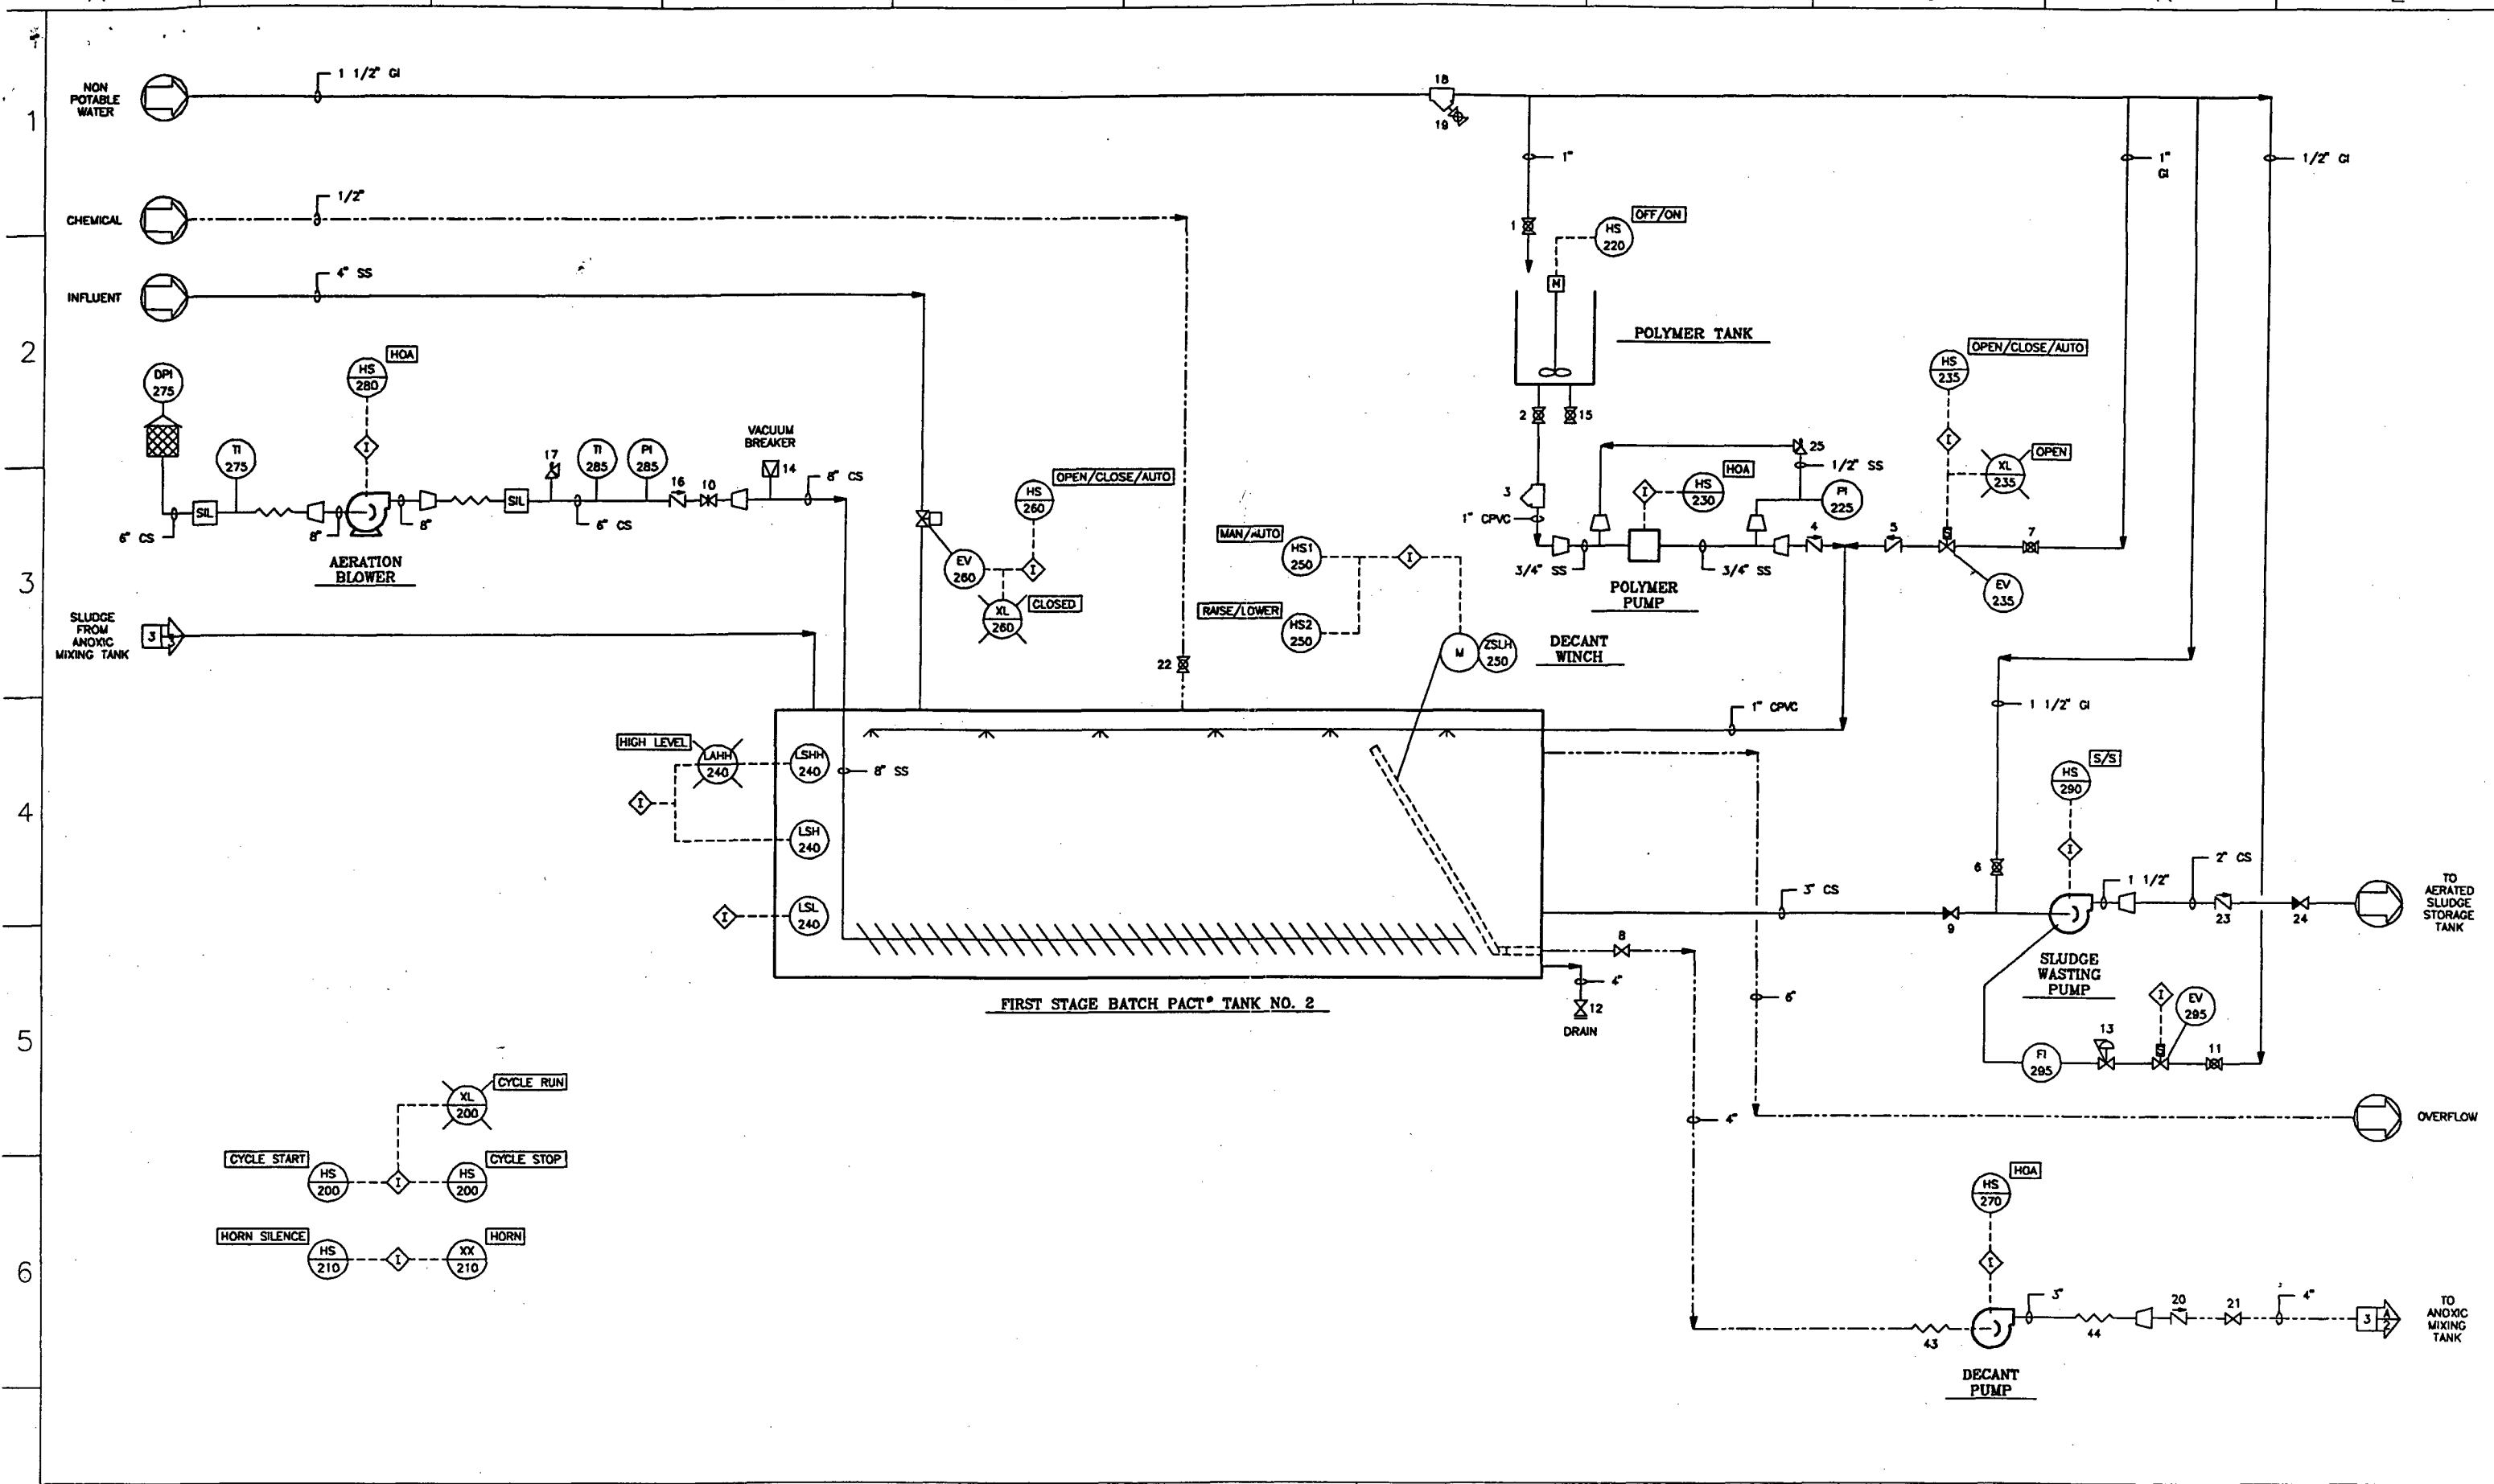 1
NON
POTABLE
WATER
1 1/2" GI
18
19
1"
1"
GI
1/2" GI
CHEMICAL
1/2"
1
HS
220
OFF/ON
M
INFLUENT
4" SS
2
POLYMER TANK
DPI
275
HS
280
HOA
HS
235
OPEN/CLOSE/AUTO
2
15
TI
275
17
TI
285
PI
285
VACUUM
BREAKER
14
8" CS
16
10
I
SIL
SIL
6" CS
8"
8"
6" CS
AERATION
BLOWER
HS
260
OPEN/CLOSE/AUTO
EV
260
I
XL
260
CLOSED
25
1/2" SS
3
1" CPVC
I
HS
230
HOA
PI
225
4
5
S
7
I
XL
235
OPEN
3/4" SS
3/4" SS
POLYMER
PUMP
EV
235
3
MAN/AUTO
HS1
250
I
RAISE/LOWER
HS2
250
M
ZSLH
250
DECANT
WINCH
SLUDGE
FROM
ANOXIC
MIXING TANK
3
22
1" CPVC
1 1/2" GI
HIGH LEVEL
LAHH
240
LSHH
240
8" SS
I
LSH
240
HS
290
S/S
4
I
LSL
240
I
6
3" CS
9
1 1/2"
2" CS
23
24
TO
AERATED
SLUDGE
STORAGE
TANK
8
4"
12
DRAIN
FIRST STAGE BATCH PACT® TANK NO. 2
6"
SLUDGE
WASTING
PUMP
I
EV
295
5
FI
295
13
S
11
XL
200
CYCLE RUN
4"
OVERFLOW
CYCLE START
HS
200
I
HS
200
CYCLE STOP
HORN SILENCE
HS
210
I
XX
210
HORN
6
HS
270
HOA
I
43
3"
44
20
21
4"
3
A
2
TO
ANOXIC
MIXING
TANK
DECANT
PUMP